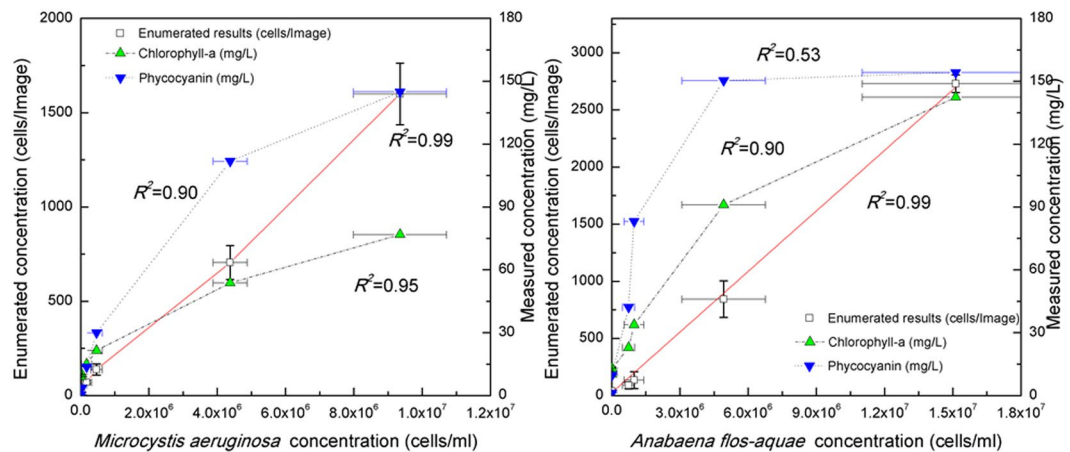 2000
1500
1000
500
0
Enumerated concentration (cells/Image)
Enumerated results (cells/Image)
Chlorophyll-a (mg/L)
Phycocyanin (mg/L)
R²=0.99
R²=0.90
R²=0.95
180
150
120
90
60
30
0
Measured concentration (mg/L)
0.0 2.0x10⁶ 4.0x10⁶ 6.0x10⁶ 8.0x10⁶ 1.0x10⁷ 1.2x10⁷
Microcystis aeruginosa concentration (cells/ml)
3000
2500
2000
1500
1000
500
0
Enumerated concentration (cells/Image)
R²=0.53
R²=0.90
R²=0.99
Enumerated results (cells/Image)
Chlorophyll-a (mg/L)
Phycocyanin (mg/L)
180
150
120
90
60
30
0
Measured concentration (mg/L)
0.0 3.0x10⁶ 6.0x10⁶ 9.0x10⁶ 1.2x10⁷ 1.5x10⁷ 1.8x10⁷
Anabaena flos-aquae concentration (cells/ml)